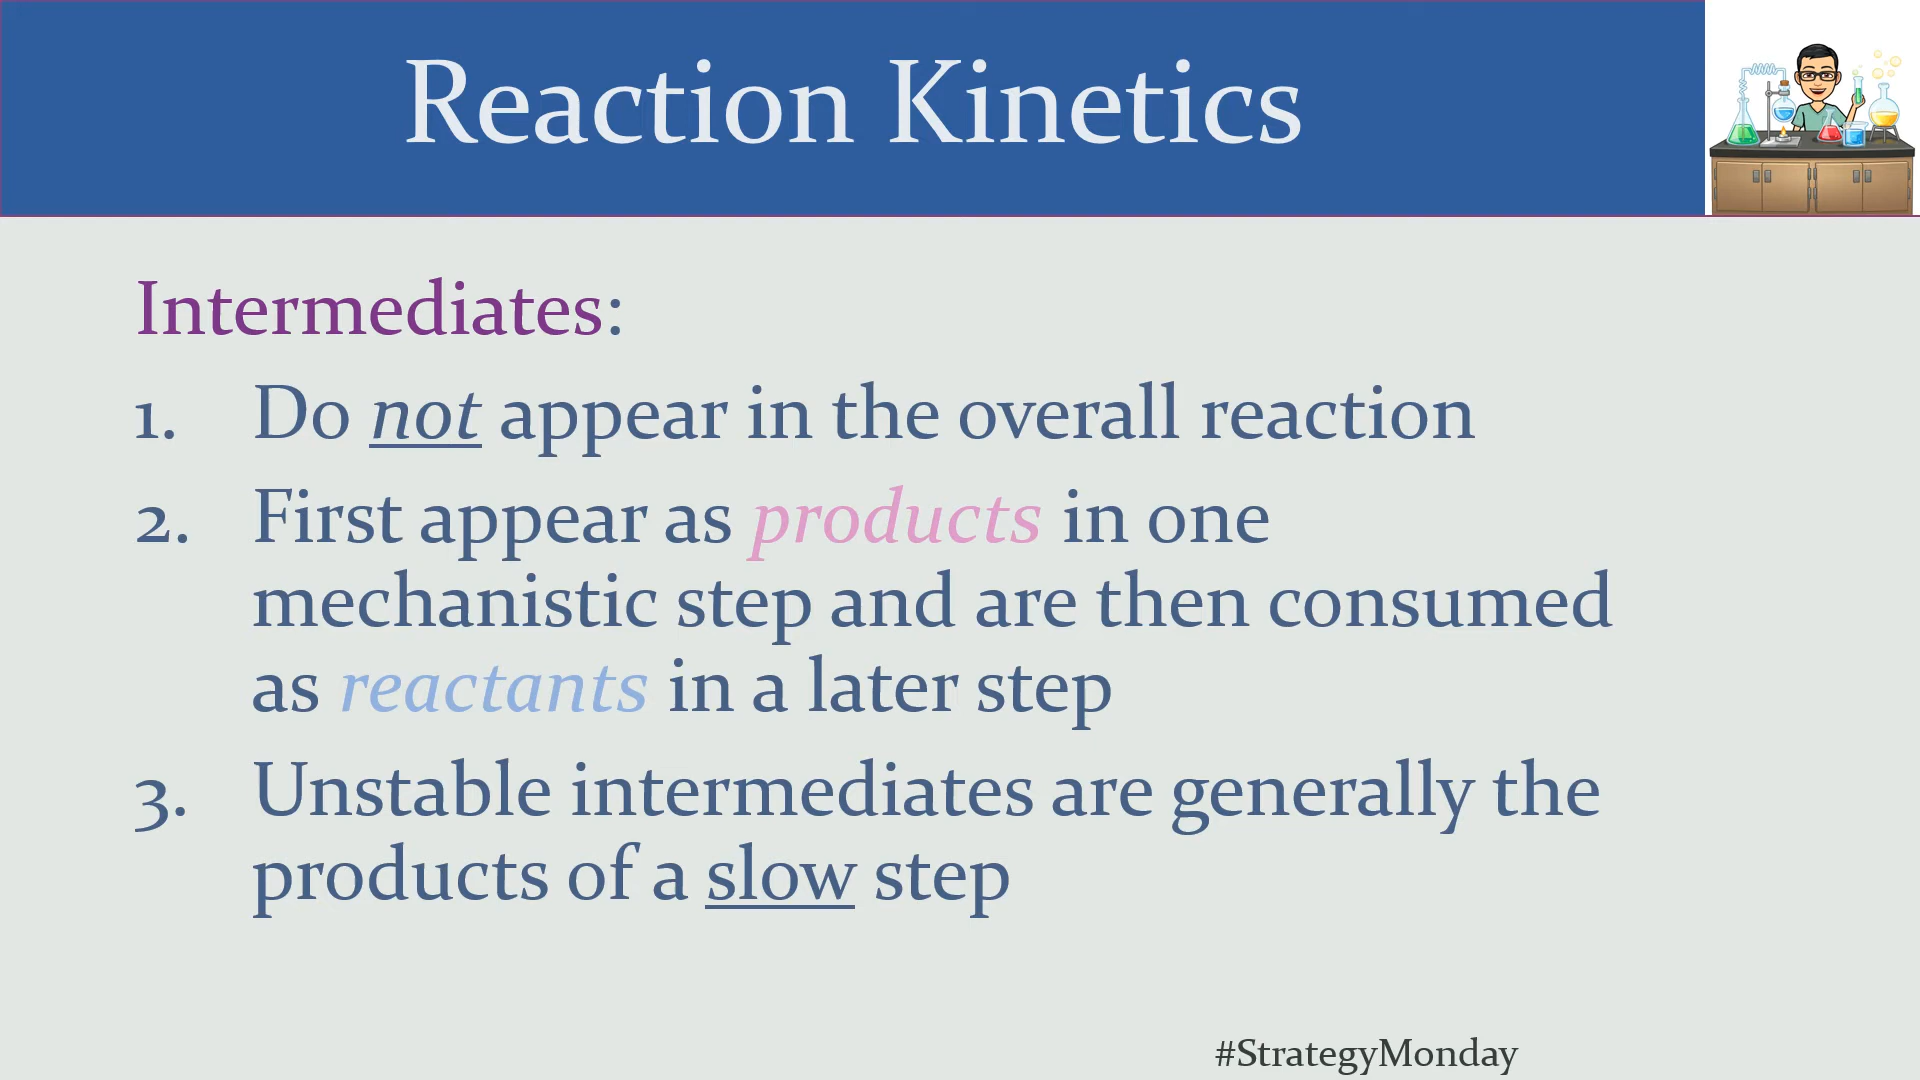 Reaction Kinetics
Intermediates:
1. Do not appear in the overall reaction
2. First appear as products in one
mechanistic step and are then consumed
as reactants in a later step
3. Unstable intermediates are generally the
products of a slow step
#StrategyMonday